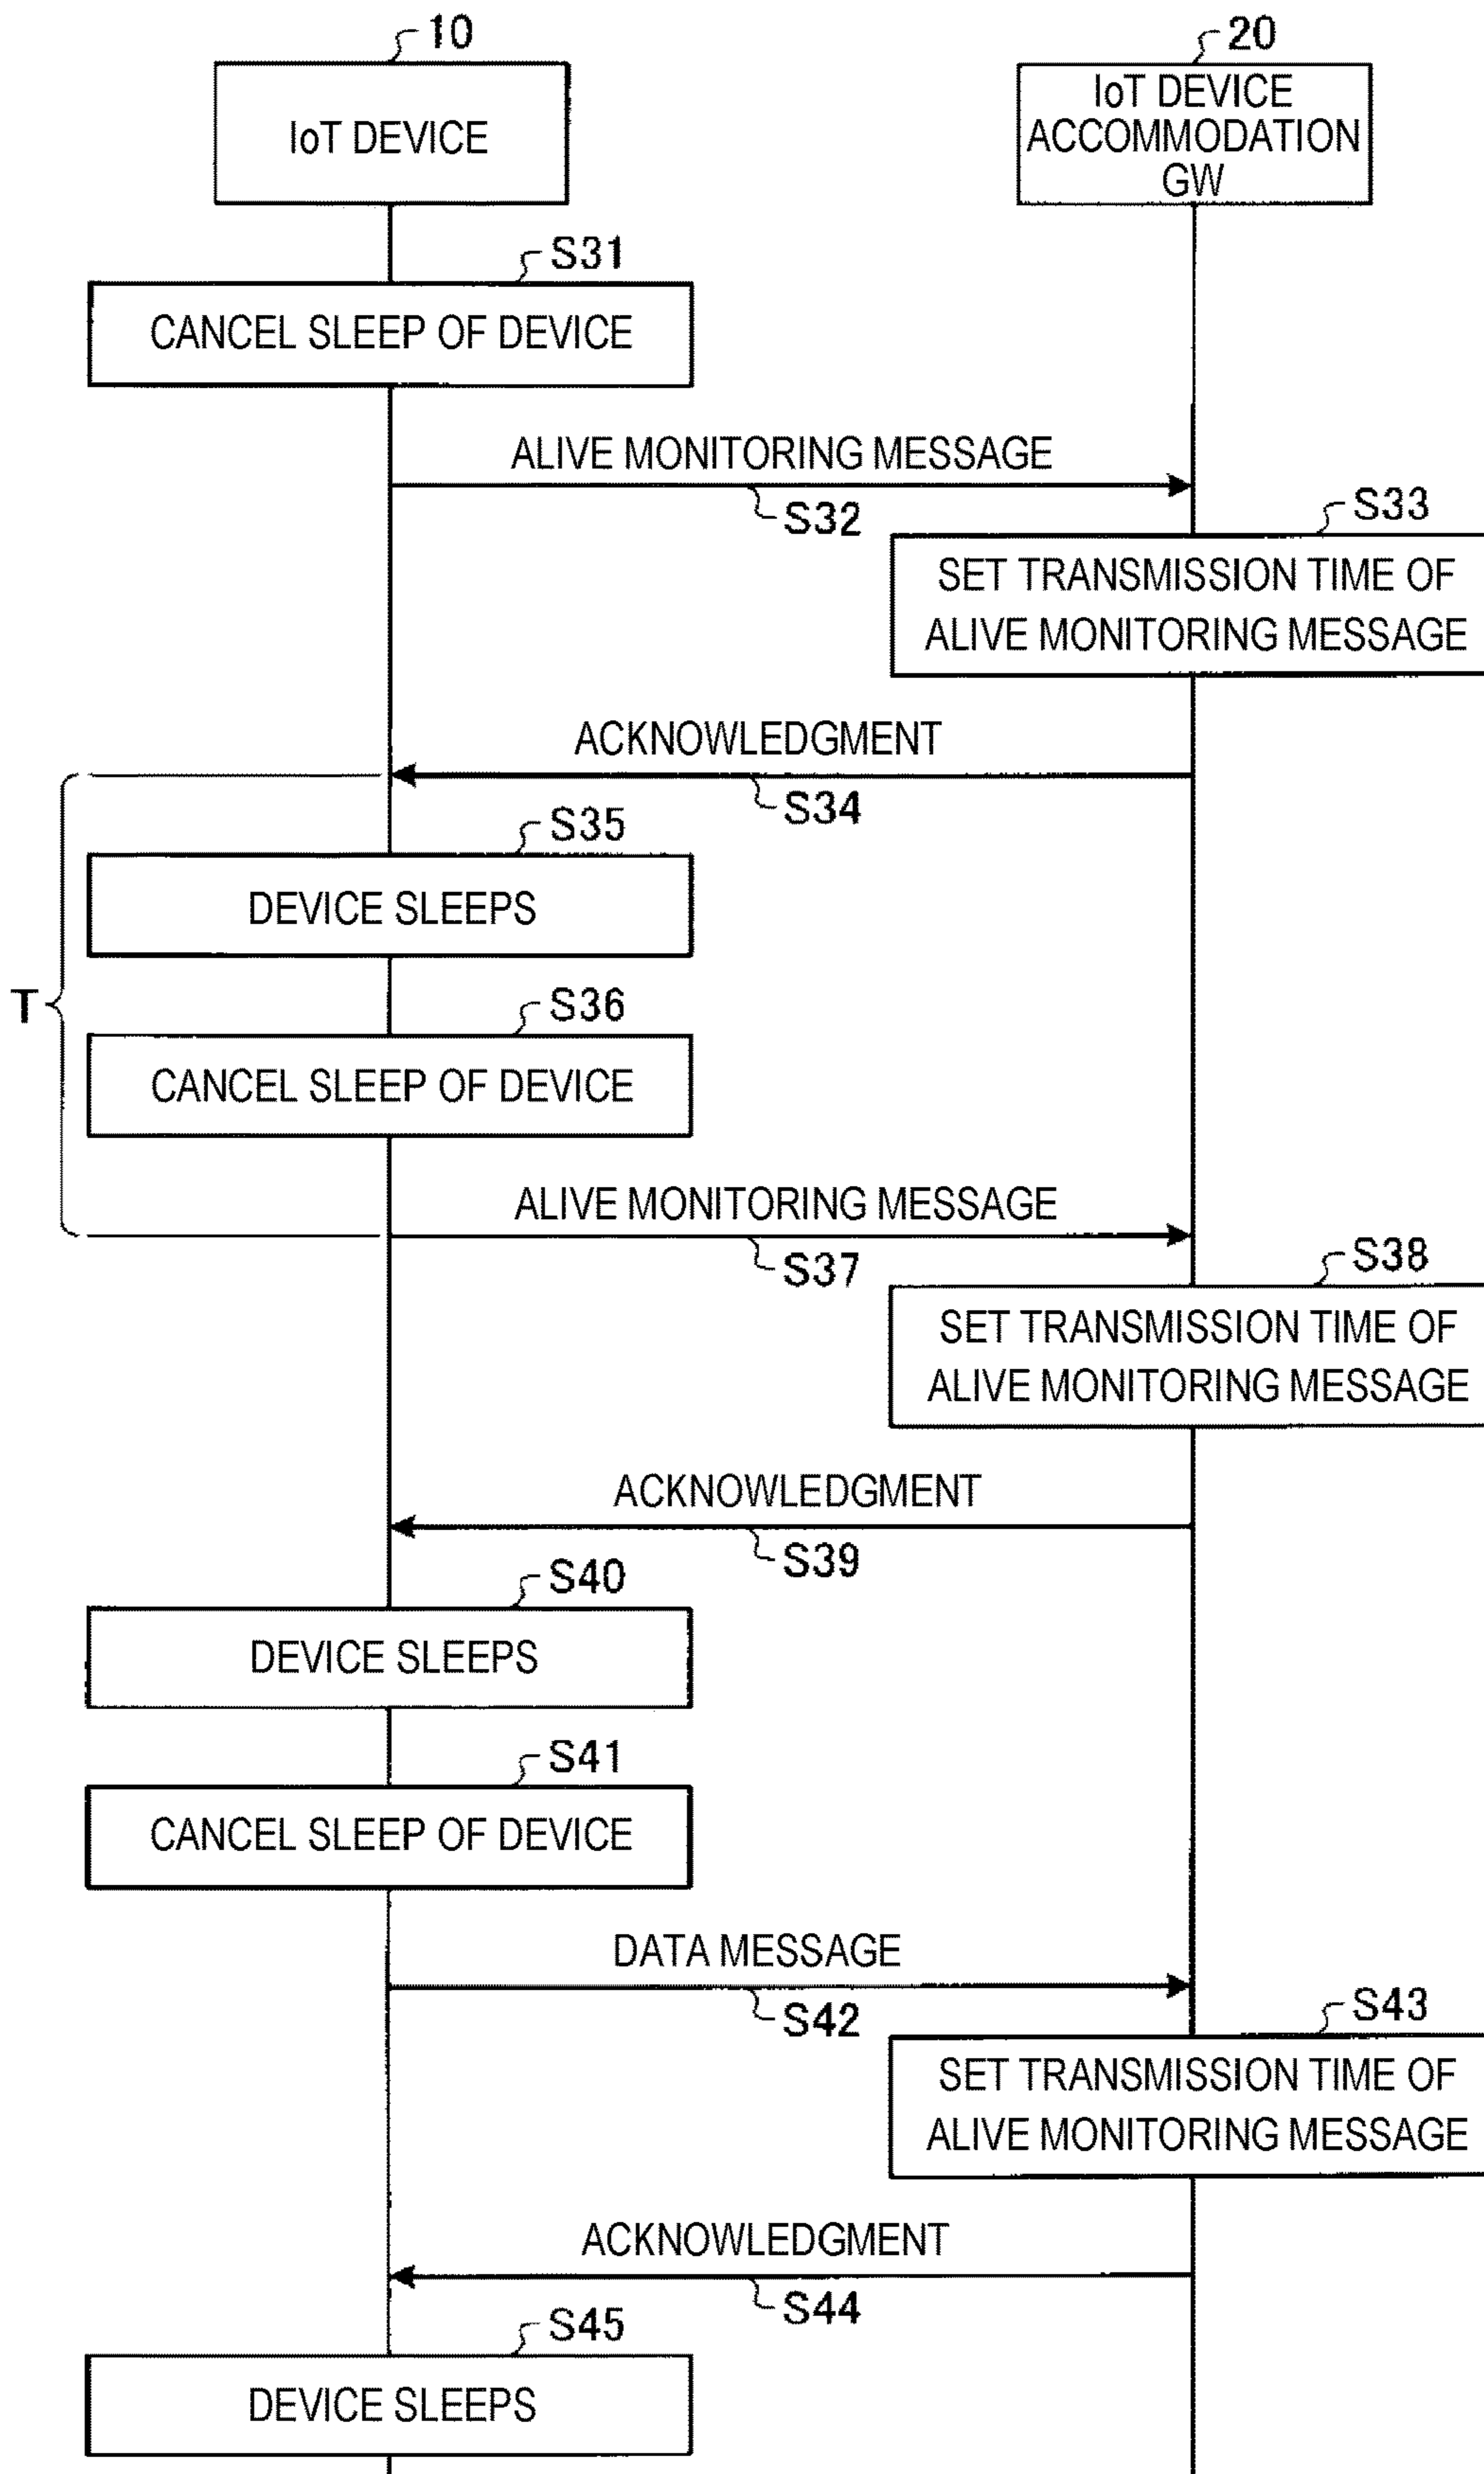 10
20
IoT DEVICE
IoT DEVICE
ACCOMMODATION
GW
S31
CANCEL SLEEP OF DEVICE
ALIVE MONITORING MESSAGE
S32
S33
SET TRANSMISSION TIME OF
ALIVE MONITORING MESSAGE
ACKNOWLEDGMENT
S34
S35
DEVICE SLEEPS
T
S36
CANCEL SLEEP OF DEVICE
ALIVE MONITORING MESSAGE
S37
S38
SET TRANSMISSION TIME OF
ALIVE MONITORING MESSAGE
ACKNOWLEDGMENT
S39
S40
DEVICE SLEEPS
S41
CANCEL SLEEP OF DEVICE
DATA MESSAGE
S42
S43
SET TRANSMISSION TIME OF
ALIVE MONITORING MESSAGE
ACKNOWLEDGMENT
S44
S45
DEVICE SLEEPS